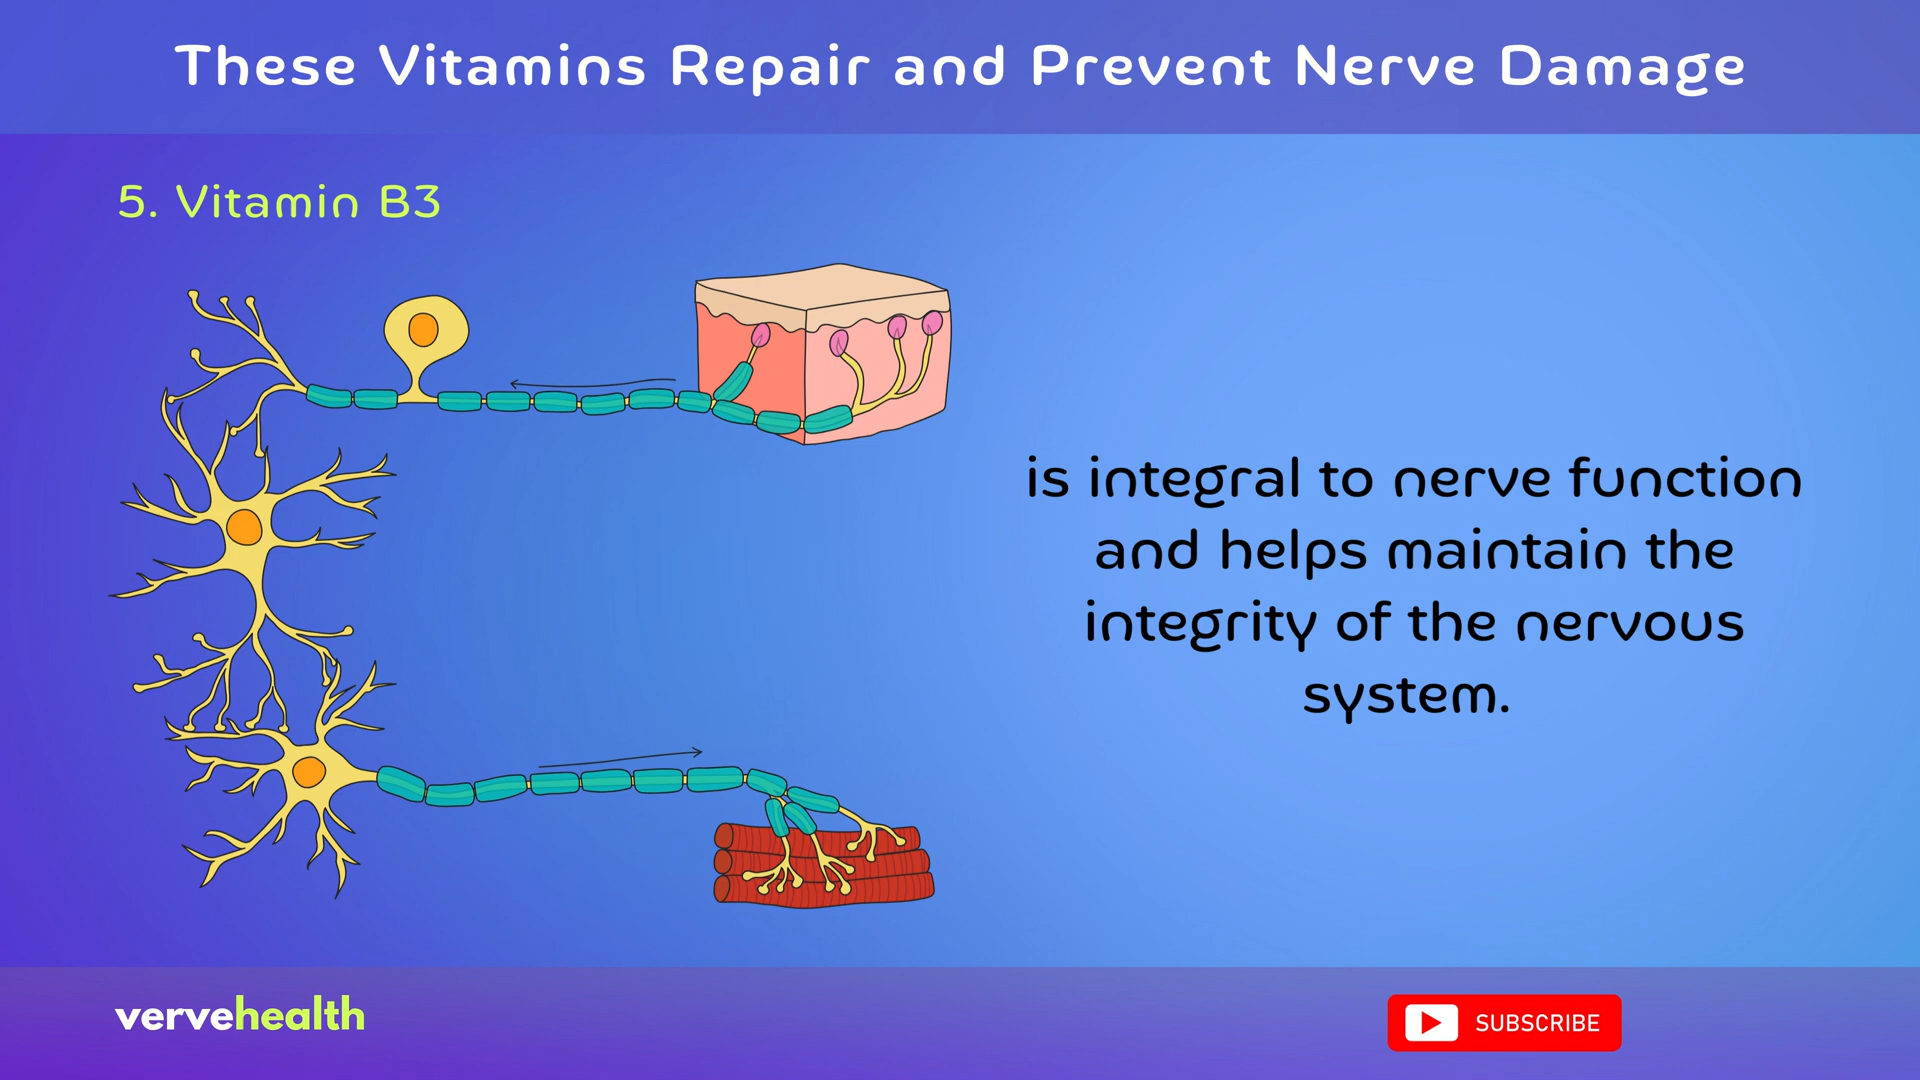 These Vitamins Repair and Prevent Nerve Damage
5. Vitamin B3
is integral to nerve function
and helps maintain the
integrity of the nervous
system.
vervehealth
SUBSCRIBE